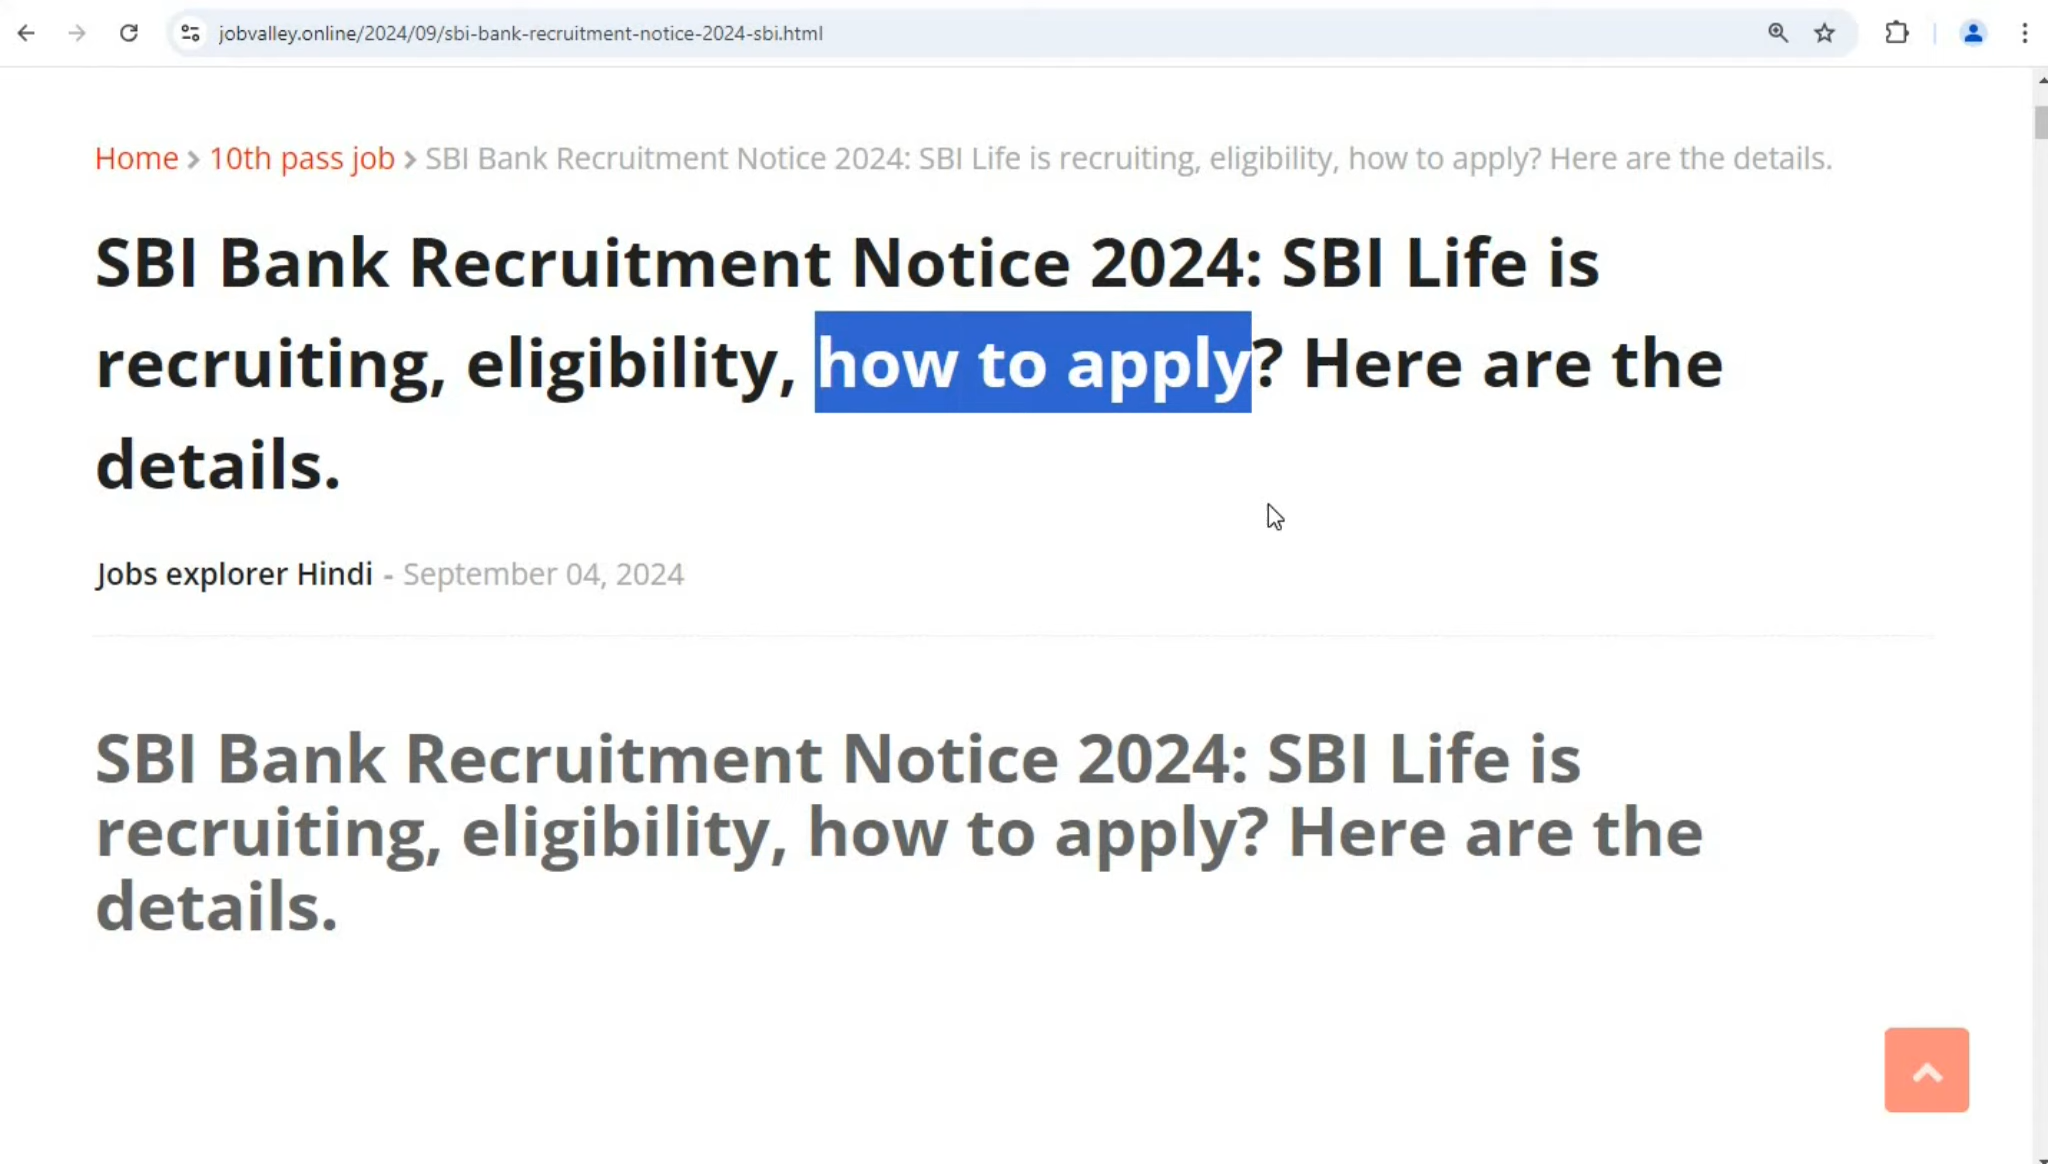 jobvalley.online/2024/09/sbi-bank-recruitment-notice-2024-sbi.html
Home > 10th pass job > SBI Bank Recruitment Notice 2024: SBI Life is recruiting, eligibility, how to apply? Here are the details.
SBI Bank Recruitment Notice 2024: SBI Life is
recruiting, eligibility, how to apply? Here are the
details.
Jobs explorer Hindi - September 04, 2024
SBI Bank Recruitment Notice 2024: SBI Life is
recruiting, eligibility, how to apply? Here are the
details.